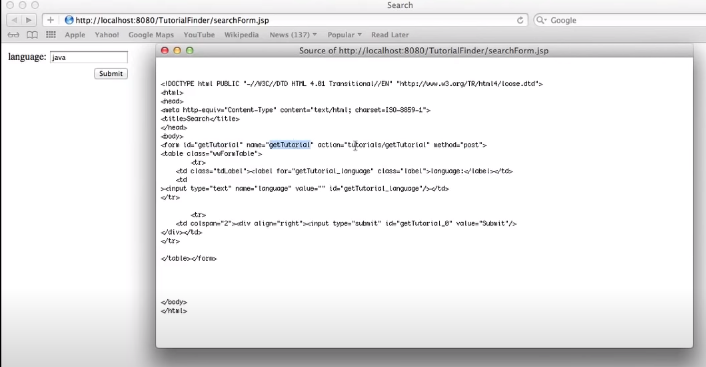 Search
http://localhost:8080/TutorialFinder/searchForm.jsp
Google
Apple Yahoo! Google Maps YouTube Wikipedia News (137) Popular Read Later
language: java
Submit
Source of http://localhost:8080/TutorialFinder/searchForm.jsp
<!DOCTYPE html PUBLIC "-//W3C//DTD HTML 4.01 Transitional//EN" "http://www.w3.org/TR/html4/loose.dtd">
<html>
<head>
<meta http-equiv="Content-Type" content="text/html; charset=ISO-8859-1">
<title>Search</title>
</head>
<body>
<form id="getTutorial" name="getTutorial" action="tutorials/getTutorial" method="post">
<table class="wwFormTable">
<tr>
<td class="tdLabel"><label for="getTutorial_language" class="label">language:</label></td>
<td
><input type="text" name="language" value="" id="getTutorial_language"/></td>
</tr>
<tr>
<td colspan="2"><div align="right"><input type="submit" id="getTutorial_0" value="Submit"/>
</div></td>
</tr>
</table></form>
</body>
</html>